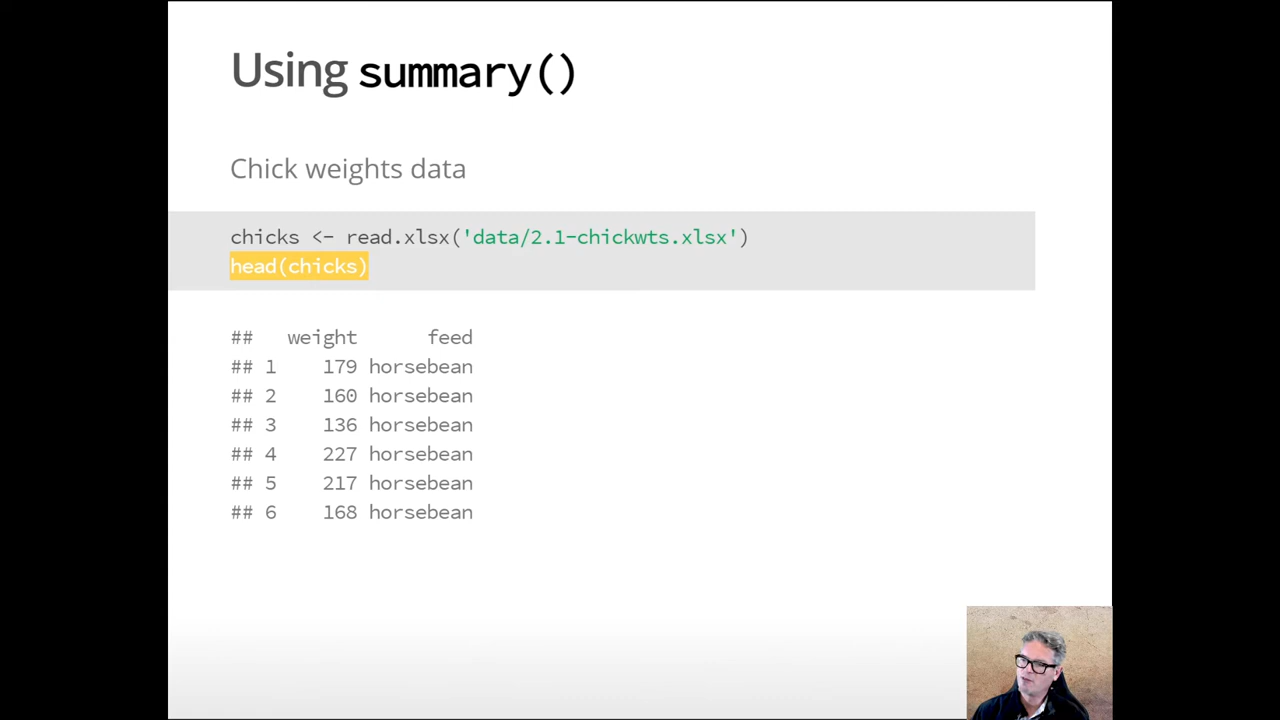 Using summary()
Chick weights data
chicks <- read.xlsx('data/2.1-chickwts.xlsx')
head(chicks)
## weight feed
## 1 179 horsebean
## 2 160 horsebean
## 3 136 horsebean
## 4 227 horsebean
## 5 217 horsebean
## 6 168 horsebean